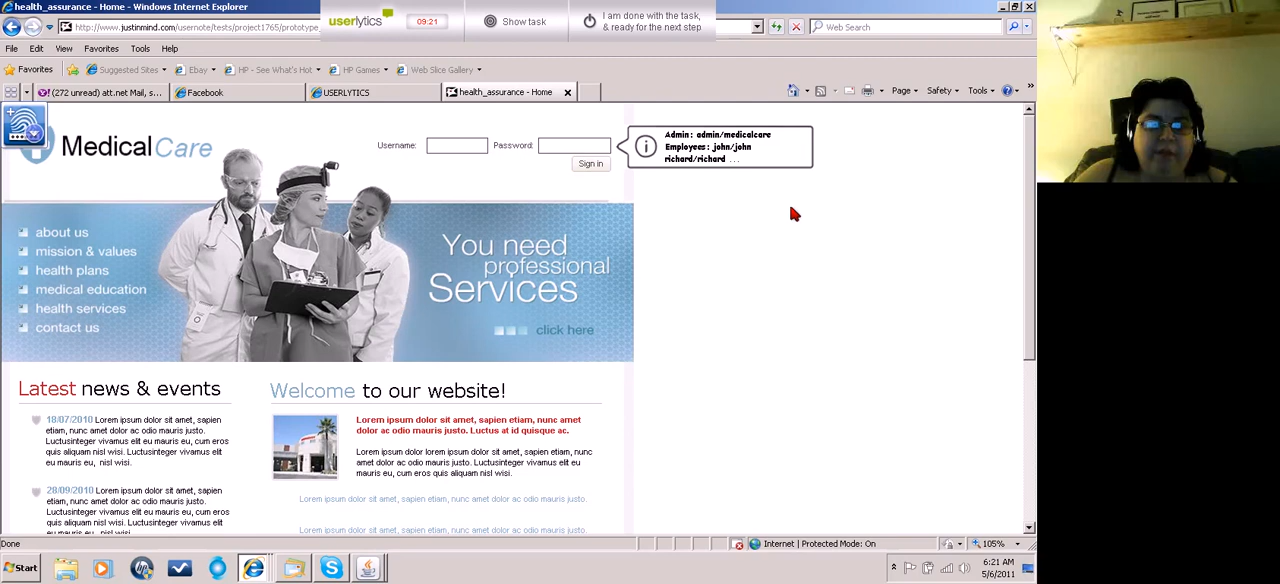 health_assurance - Home - Windows Internet Explorer
userlytics
09:21
Show task
I am done with the task,
& ready for the next step
http://www.justinmind.com/usernote/tests/project1765/prototype_
Web Search
File Edit View Favorites Tools Help
Favorites Suggested Sites Ebay HP - See What's Hot HP Games Web Slice Gallery
(272 unread) att.net Mail, s... Facebook USERLYTICS health_assurance - Home
Page Safety Tools
MedicalCare
Username: Password:
Sign in
Admin: admin/medicalcare
Employees: john/john
richard/richard ...
about us
mission & values
health plans
medical education
health services
contact us
You need
professional
Services
click here
Latest news & events
18/07/2010 Lorem ipsum dolor sit amet, sapien
etiam, nunc amet dolor ac odio mauris justo.
Luctusinteger vivamus elit eu mauris eu, cum eros
cum eros quis aliquam nisl wisi. Luctusinteger
vivamus elit eu mauris, cum eros
eu mauris eu, nisl wisi.
28/09/2010 Lorem ipsum dolor sit amet, sapien
etiam, nunc amet dolor ac odio mauris justo.
Luctusinteger vivamus elit eu mauris, cum eros
eu mauris eu, nisl wisi.
Welcome to our website!
Lorem ipsum dolor sit amet, sapien etiam, nunc amet
dolor ac odio mauris justo. Luctus at id quisque ac.
Lorem ipsum dolor lorem ipsum dolor sit amet, sapien
etiam, nunc amet dolor ac odio mauris justo. Luctusinteger
vivamus elit eu mauris, eu, cum eros quis aliquam nisl wisi.
Lorem ipsum dolor sit amet, sapien etiam, nunc amet dolor ac odio mauris justo.
Lorem ipsum dolor sit amet, sapien etiam, nunc amet dolor ac odio mauris justo.
Done
Internet | Protected Mode: On
105%
Start
6:21 AM
5/6/2011